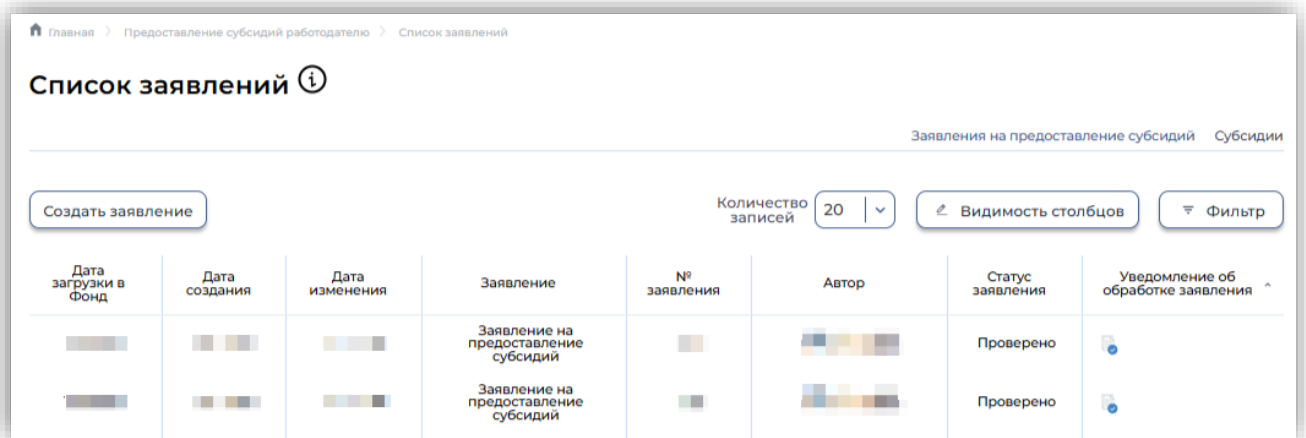 Главная > Предоставление субсидий работодателю > Список заявлений
Список заявлений
Заявления на предоставление субсидий Субсидии
Создать заявление
Количество
записей
20
Видимость столбцов
Фильтр
Дата
загрузки в
Фонд
Дата
создания
Дата
изменения
Заявление
№
заявления
Автор
Статус
заявления
Уведомление об
обработке заявления
Заявление на
предоставление
субсидий
Проверено
Заявление на
предоставление
субсидий
Проверено